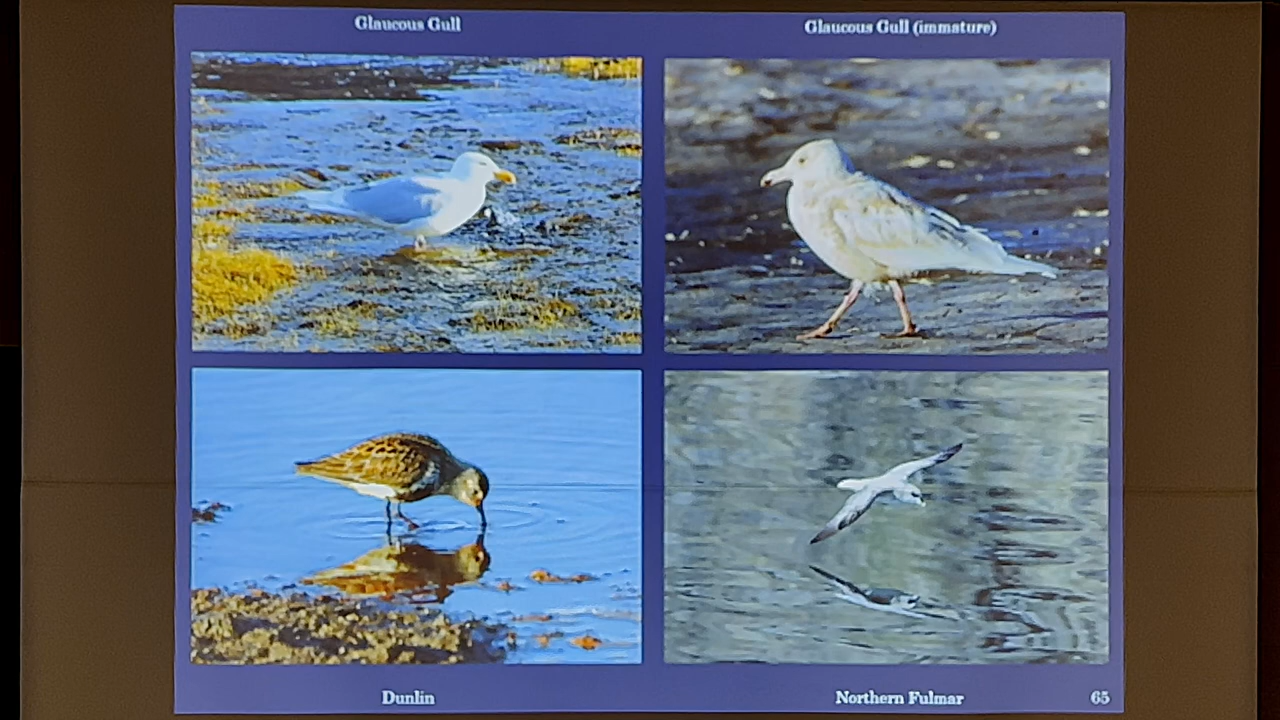 Glaucous Gull
Glaucous Gull (immature)
Dunlin
Northern Fulmar
65